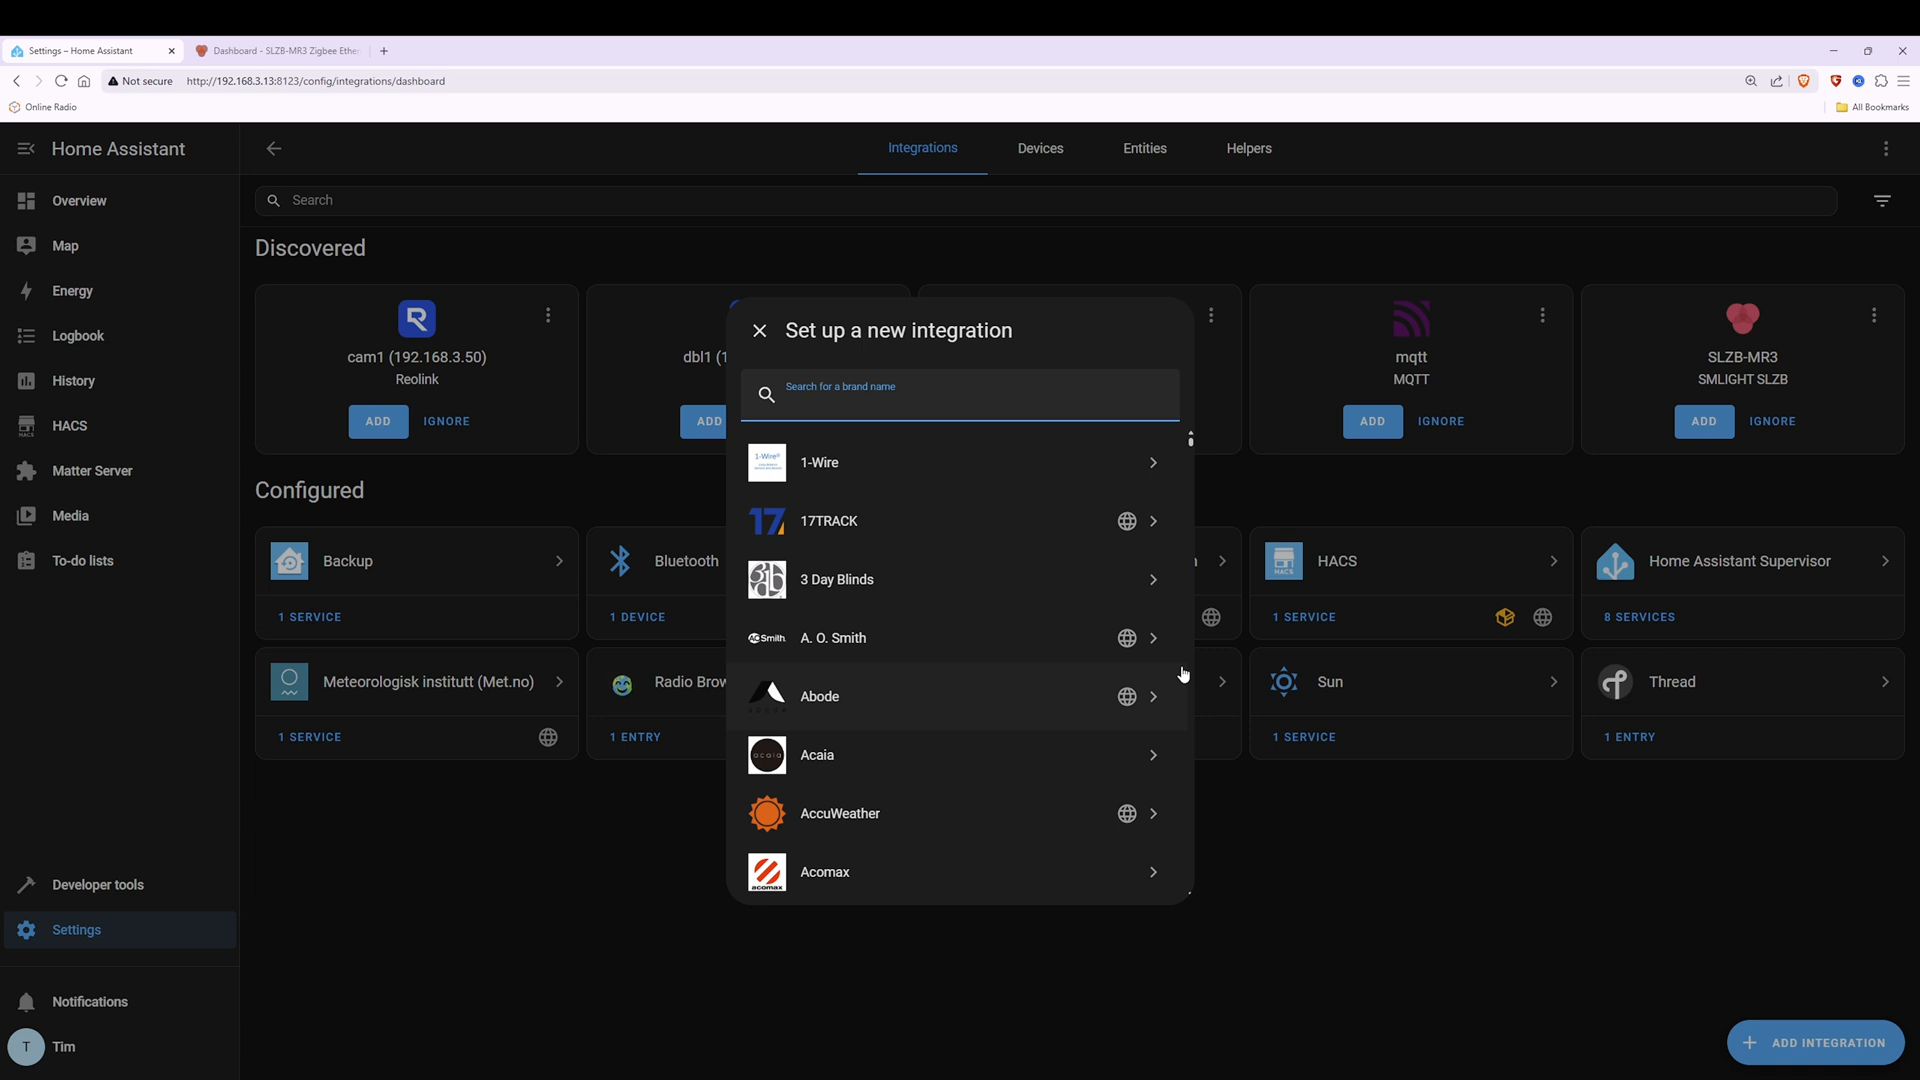 Settings – Home Assistant
Dashboard - SLZB-MR3 Zigbee Ether
Not secure http://192.168.3.13:8123/config/integrations/dashboard
Online Radio
All Bookmarks
Home Assistant
Integrations
Devices
Entities
Helpers
Overview
Map
Energy
Logbook
History
HACS
Matter Server
Media
To-do lists
Developer tools
Settings
Notifications
T Tim
Search
Discovered
cam1 (192.168.3.50)
Reolink
ADD IGNORE
dbl1 (1
ADD
mqtt
MQTT
ADD IGNORE
SLZB-MR3
SMLIGHT SLZB
ADD IGNORE
Configured
Backup
1 SERVICE
Bluetooth
1 DEVICE
HACS
1 SERVICE
Home Assistant Supervisor
8 SERVICES
Meteorologisk institutt (Met.no)
1 SERVICE
Radio Brow
1 ENTRY
Sun
1 SERVICE
Thread
1 ENTRY
Set up a new integration
Search for a brand name
1-Wire
17TRACK
3 Day Blinds
A. O. Smith
Abode
Acaia
AccuWeather
Acomax
ADD INTEGRATION